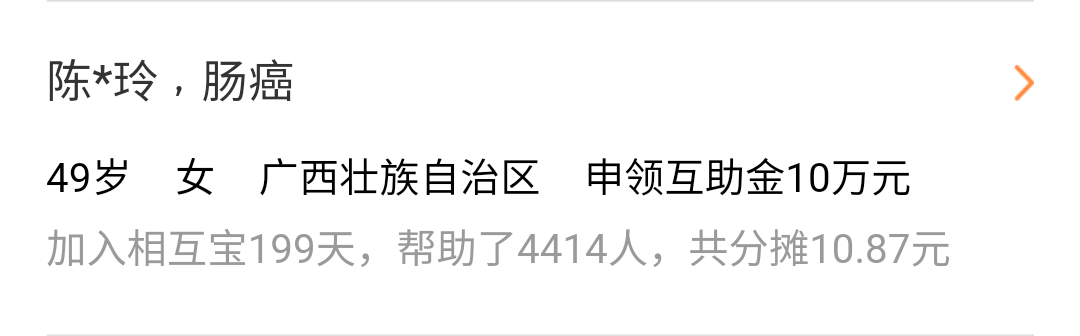 陈*玲，肠癌
49岁 女 广西壮族自治区 申领互助金10万元
加入相互宝199天，帮助了4414人，共分摊10.87元